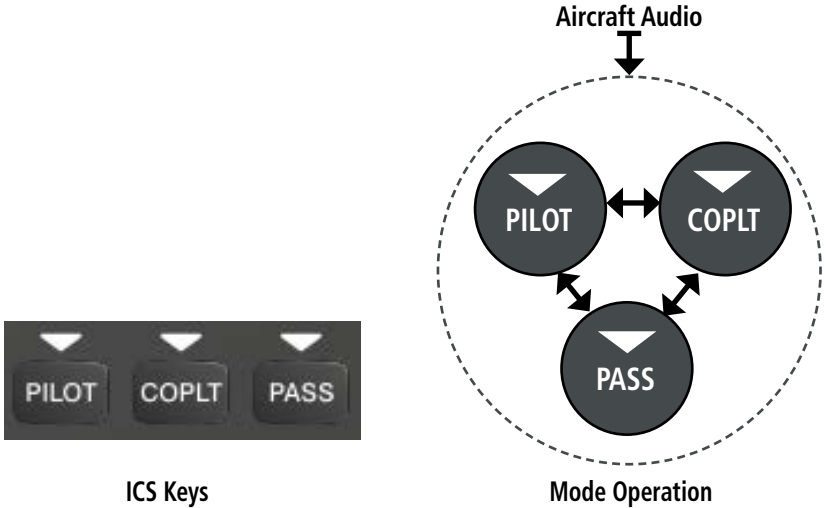 Aircraft Audio
PILOT
COPLT
PASS
PILOT COPLT PASS
ICS Keys
Mode Operation